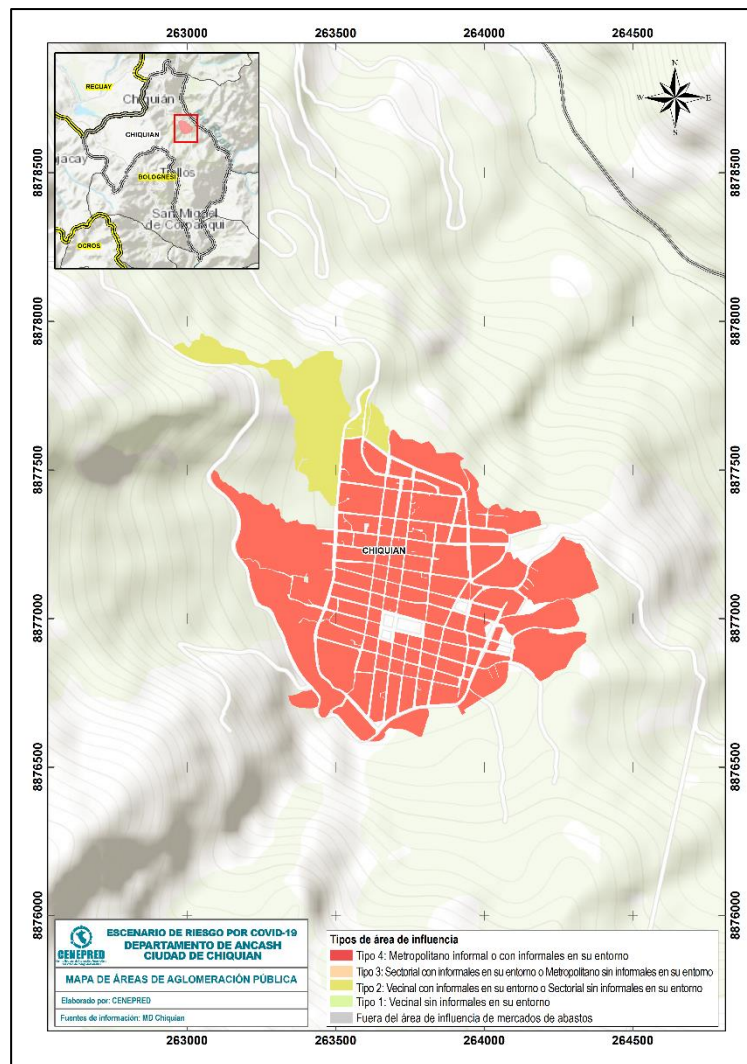 263000 263500 264000 264500
N
W E
S
RECUAY
Chiquián
CHIQUIAN
BOLOGNESI
San Miguel
OCROS
8878500
8878000
8877500
8877000
8876500
8876000
8878500
8878000
8877500
8877000
8876500
8876000
CHIQUIAN
CENEPRED
ESCENARIO DE RIESGO POR COVID-19
DEPARTAMENTO DE ANCASH
CIUDAD DE CHIQUIAN
MAPA DE ÁREAS DE AGLOMERACIÓN PÚBLICA
Elaborado por: CENEPRED
Fuentes de información: MD Chiquian
Tipos de área de influencia
Tipo 4: Metropolitano informal o con informales en su entorno
Tipo 3: Sectorial con informales en su entorno o Metropolitano sin informales en su entorno
Tipo 2: Vecinal con informales en su entorno o Sectorial sin informales en su entorno
Tipo 1: Vecinal sin informales en su entorno
Fuera del área de influencia de mercados de abastos
263000 263500 264000 264500